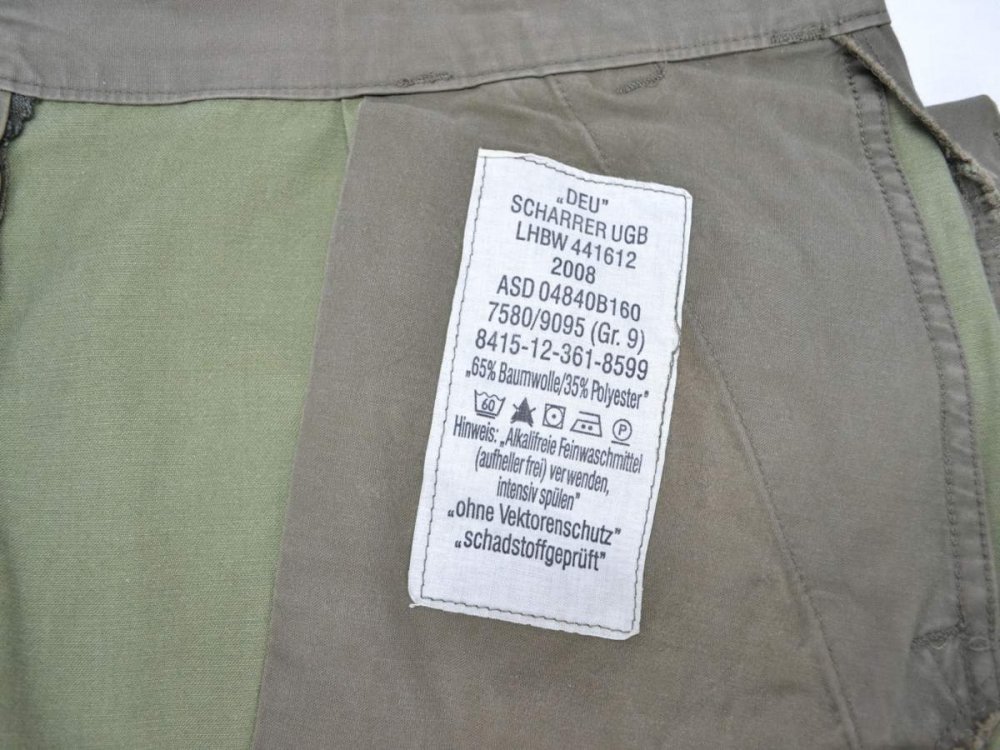 „DEU”
SCHARRER UGB
LHBW 441612
2008
ASD 04840B160
7580/9095 (Gr. 9)
8415-12-361-8599
„65% Baumwolle/35% Polyester”
60 P
Hinweis: „Alkalifreie Feinwaschmittel
(aufheller frei) verwenden,
intensiv spülen”
„ohne Vektorenschutz”
„schadstoffgeprüft”